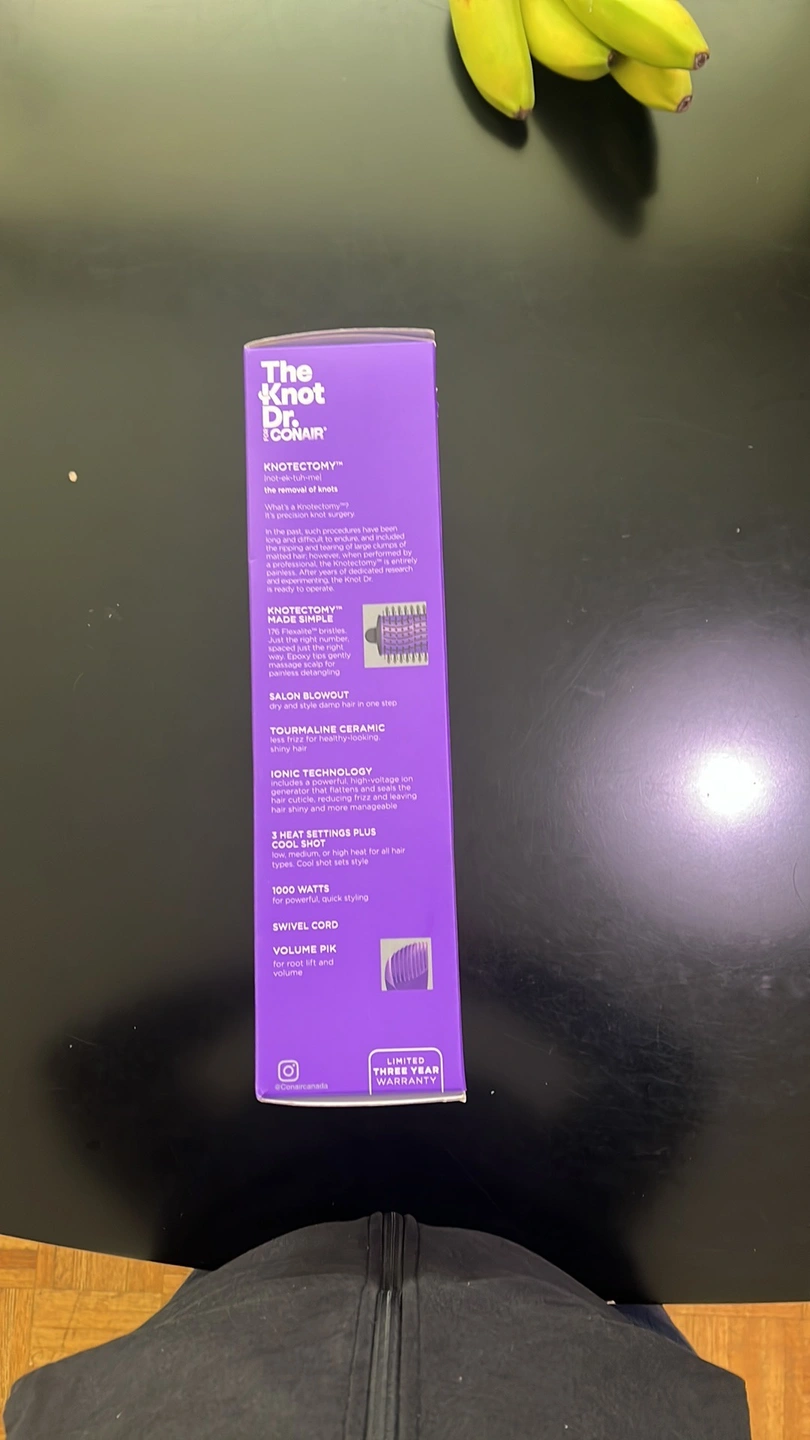 The
Knot
Dr.
FOR CONAIR®
KNOTECTOMY™
[not-ek-tuh-me]
the removal of knots
What's a Knotectomy™?
It's precision knot surgery.
In the past, such procedures have been
long and difficult to endure, and included
the ripping and tearing of large clumps of
matted hair; however, when performed by
a professional, the Knotectomy™ is entirely
painless. After years of dedicated research
and experimenting, the Knot Dr.
is ready to operate.
KNOTECTOMY™
MADE SIMPLE
176 Flexalite™ bristles.
Just the right number,
spaced just the right
way. Epoxy tips gently
massage scalp for
painless detangling
SALON BLOWOUT
dry and style damp hair in one step
TOURMALINE CERAMIC
less frizz for healthy-looking,
shiny hair
IONIC TECHNOLOGY
includes a powerful, high-voltage ion
generator that flattens and seals the
hair cuticle, reducing frizz and leaving
hair shiny and more manageable
3 HEAT SETTINGS PLUS
COOL SHOT
low, medium, or high heat for all hair
types. Cool shot sets style
1000 WATTS
for powerful, quick styling
SWIVEL CORD
VOLUME PIK
for root lift and
volume
@Conaircanada
LIMITED
THREE YEAR
WARRANTY